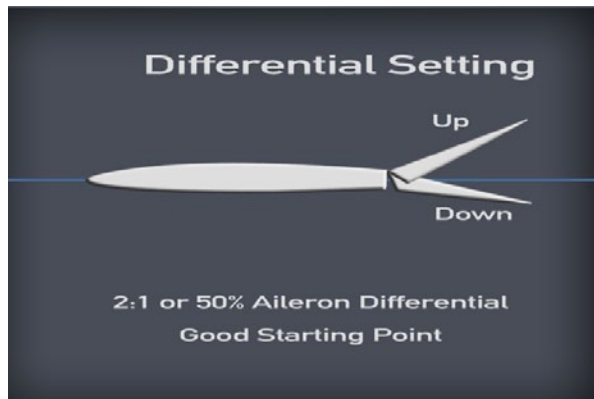 Differential Setting
Up
Down
2:1 or 50% Aileron Differential
Good Starting Point